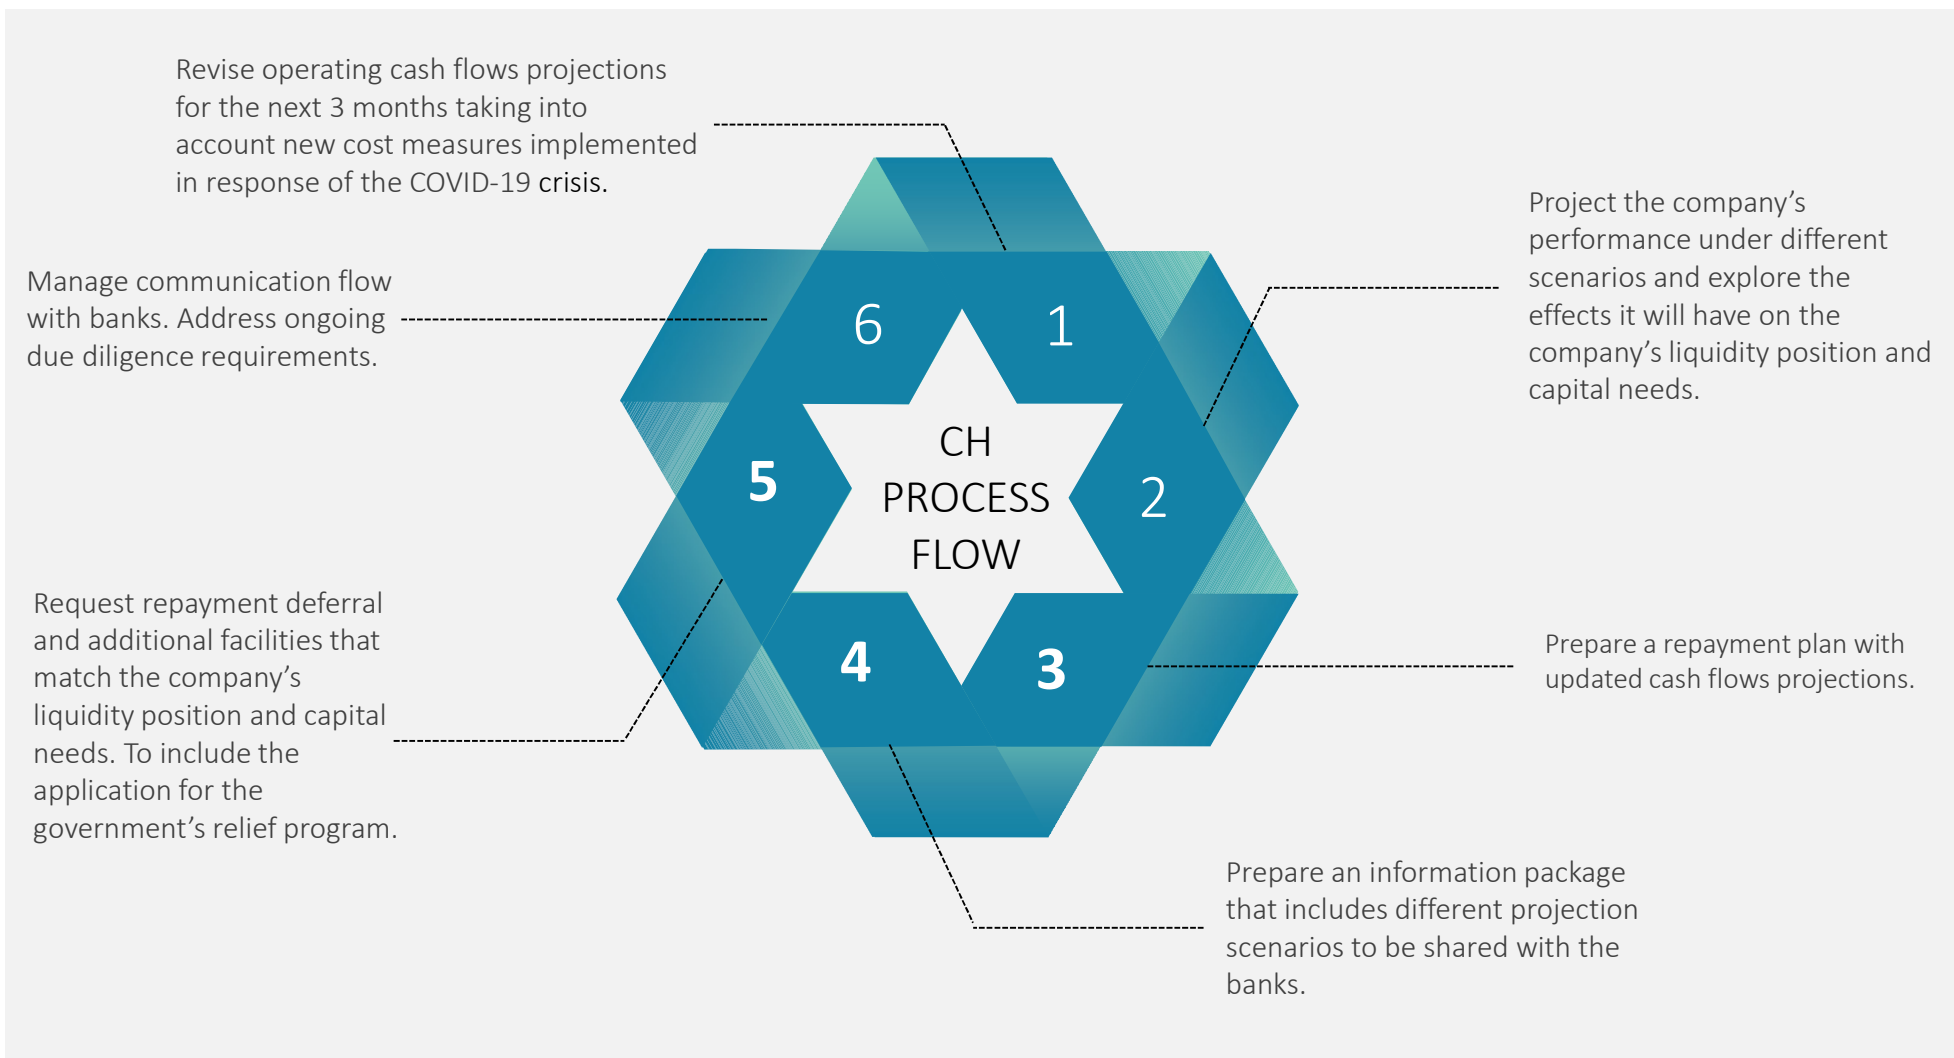 Revise operating cash flows projections
for the next 3 months taking into
account new cost measures implemented
in response of the COVID-19 crisis.
Project the company’s
performance under different
scenarios and explore the
effects it will have on the
company’s liquidity position and
capital needs.
Manage communication flow
with banks. Address ongoing
due diligence requirements.
6
1
CH
PROCESS
FLOW
5
2
4
3
Request repayment deferral
and additional facilities that
match the company’s
liquidity position and capital
needs. To include the
application for the
government’s relief program.
Prepare a repayment plan with
updated cash flows projections.
Prepare an information package
that includes different projection
scenarios to be shared with the
banks.